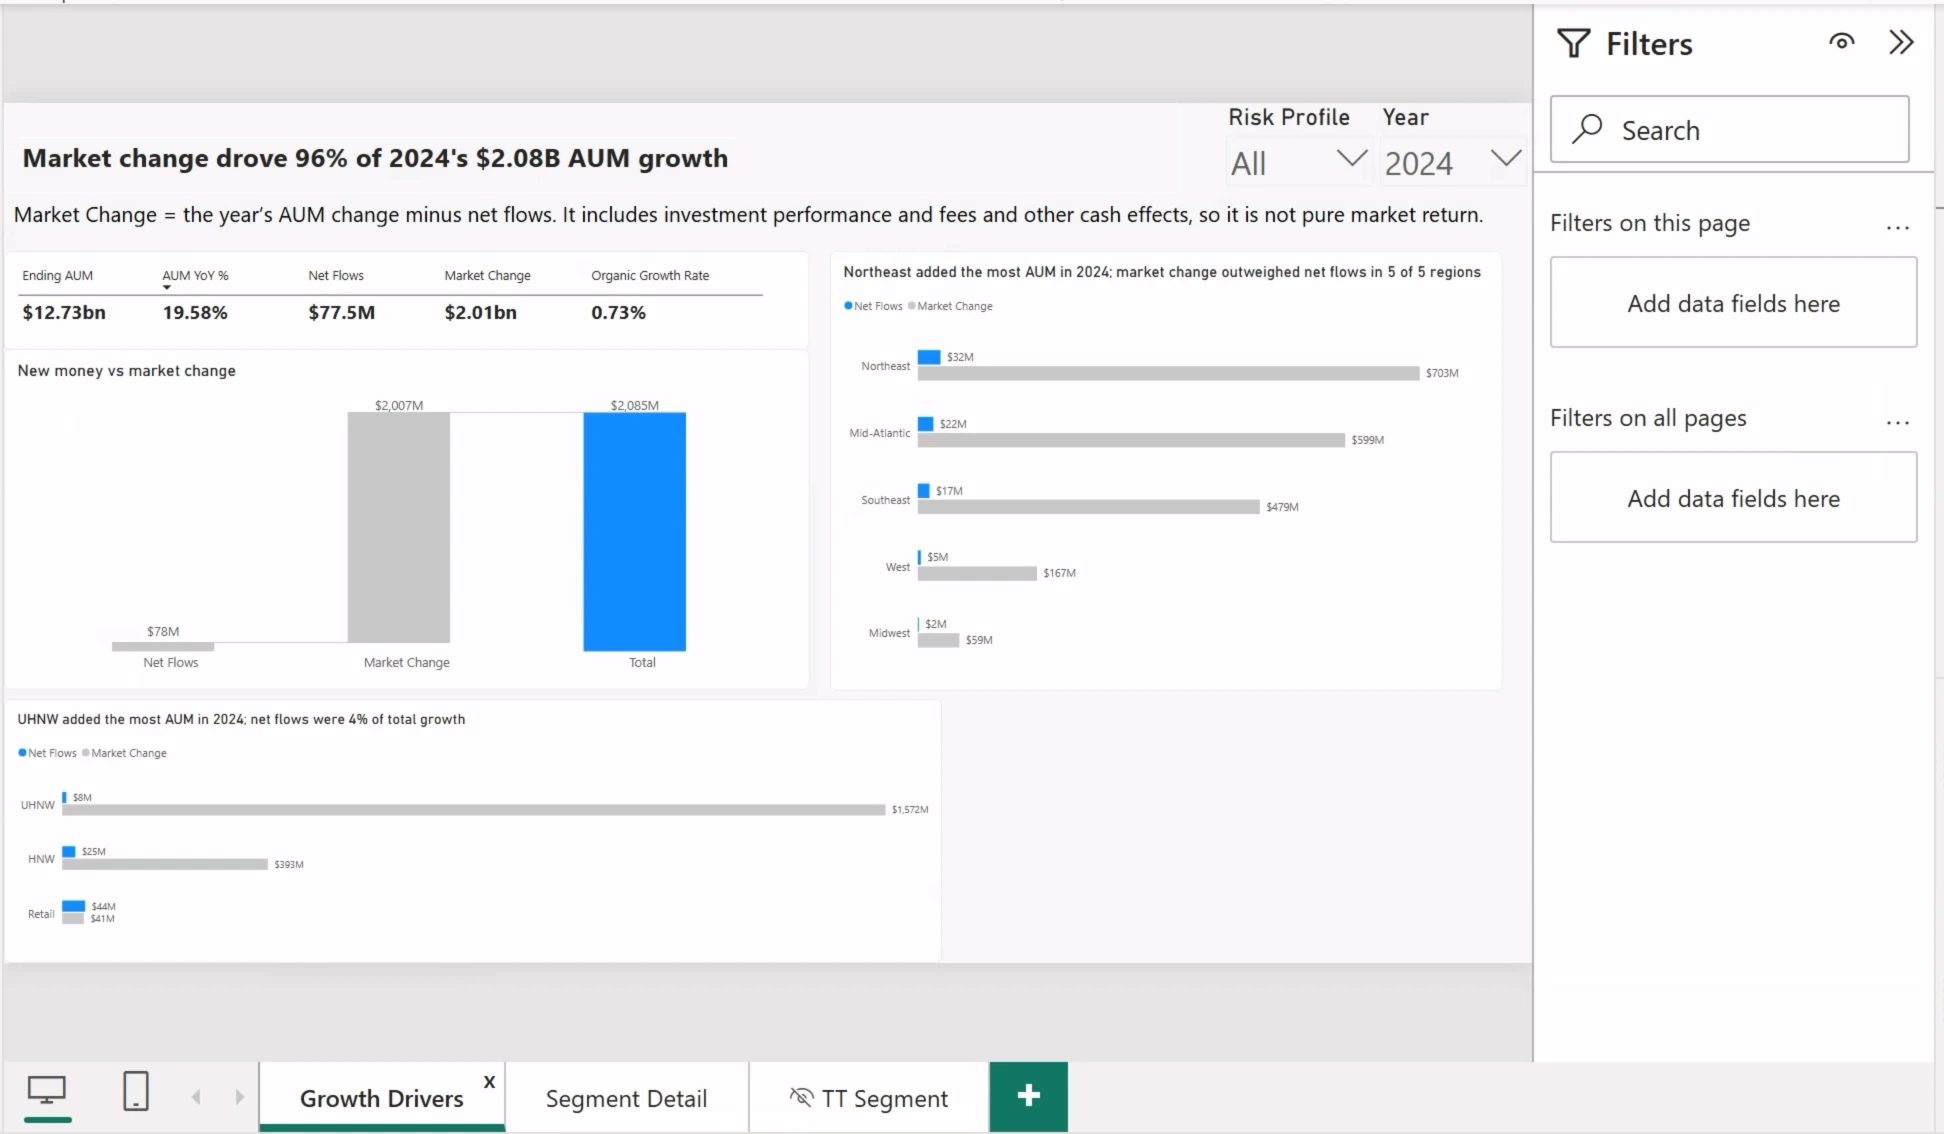 Risk Profile Year
All 2024
Market change drove 96% of 2024's $2.08B AUM growth
Market Change = the year's AUM change minus net flows. It includes investment performance and fees and other cash effects, so it is not pure market return.
Ending AUM AUM YoY % Net Flows Market Change Organic Growth Rate
$12.73bn 19.58% $77.5M $2.01bn 0.73%
New money vs market change
$2,007M $2,085M
$78M
Net Flows Market Change Total
Northeast added the most AUM in 2024; market change outweighed net flows in 5 of 5 regions
Net Flows Market Change
Northeast $32M
$703M
Mid-Atlantic $22M
$599M
Southeast $17M
$479M
West $5M
$167M
Midwest $2M
$59M
UHNW added the most AUM in 2024; net flows were 4% of total growth
Net Flows Market Change
UHNW $8M
$1,572M
HNW $25M
$393M
Retail $44M
$41M
Filters
Search
Filters on this page ...
Add data fields here
Filters on all pages ...
Add data fields here
Growth Drivers X Segment Detail TT Segment +